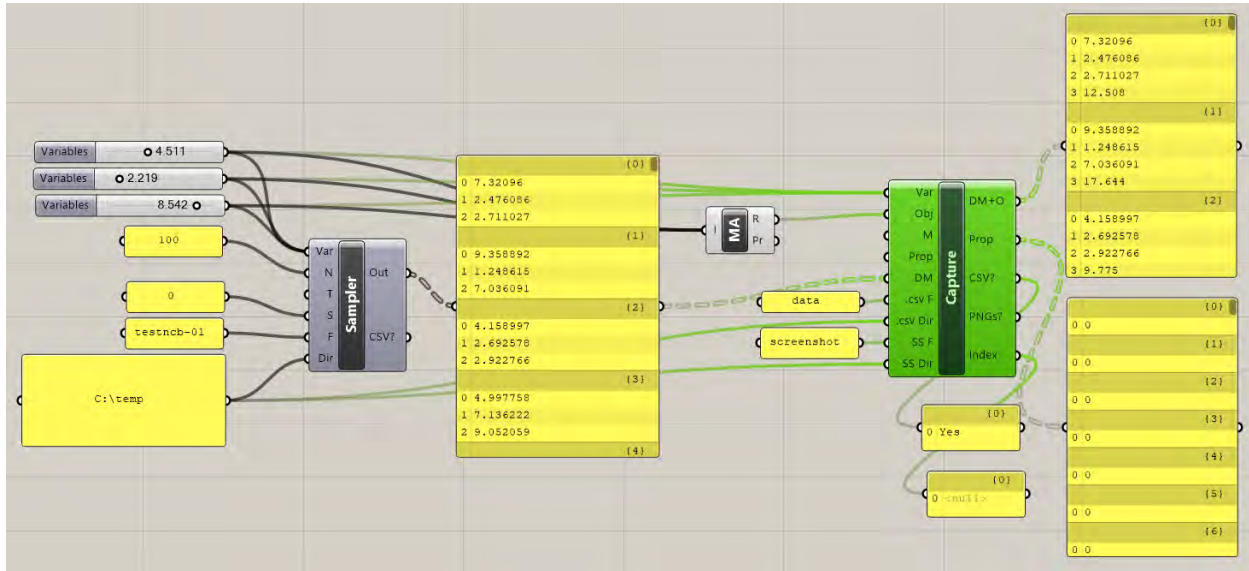 Variables 4.511
Variables 2.219
Variables 8.542
100
0
testncb-01
C:\temp
Var
N
T
S
F
Dir
Sampler
Out
CSV?
{0}
0 7.32096
1 2.476086
2 2.711027
{1}
0 9.358892
1 1.248615
2 7.036091
{2}
0 4.158997
1 2.692578
2 2.922766
{3}
0 4.997758
1 7.136222
2 9.052059
{4}
I
MA
R
Pr
data
screenshot
Var
Obj
M
Prop
DM
.csv F
.csv Dir
SS F
SS Dir
Capture
DM+O
Prop
CSV?
PNGs?
Index
{0}
0 Yes
{0}
0 <null>
{0}
0 7.32096
1 2.476086
2 2.711027
3 12.508
{1}
0 9.358892
1 1.248615
2 7.036091
3 17.644
{2}
0 4.158997
1 2.692578
2 2.922766
3 9.775
{0}
0 0
{1}
0 0
{2}
0 0
{3}
0 0
{4}
0 0
{5}
0 0
{6}
0 0